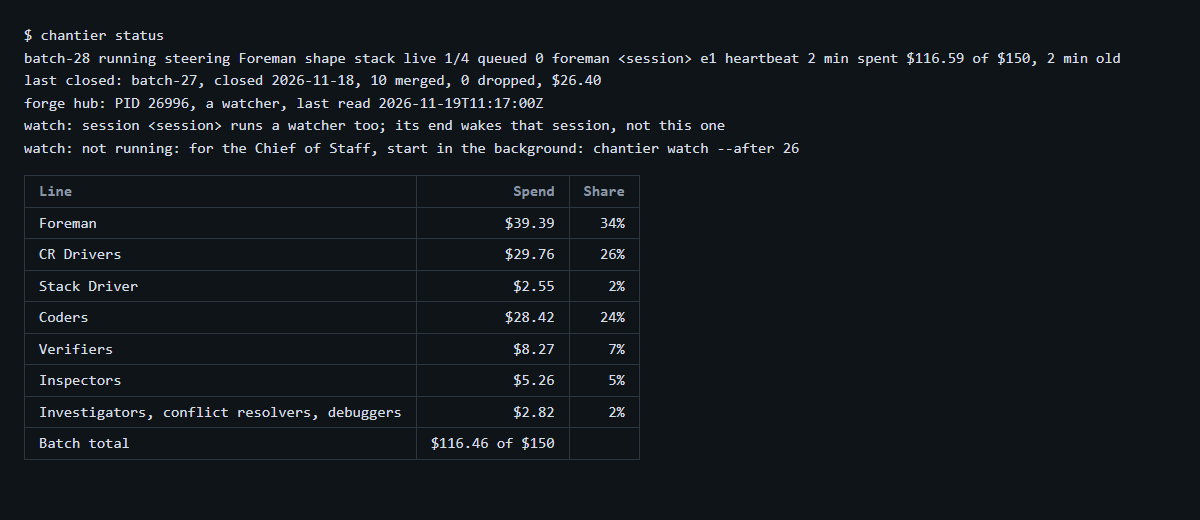 $ chantier status
batch-28 running steering Foreman shape stack live 1/4 queued 0 foreman <session> e1 heartbeat 2 min spent $116.59 of $150, 2 min old
last closed: batch-27, closed 2026-11-18, 10 merged, 0 dropped, $26.40
forge hub: PID 26996, a watcher, last read 2026-11-19T11:17:00Z
watch: session <session> runs a watcher too; its end wakes that session, not this one
watch: not running: for the Chief of Staff, start in the background: chantier watch --after 26
Line Spend Share
Foreman $39.39 34%
CR Drivers $29.76 26%
Stack Driver $2.55 2%
Coders $28.42 24%
Verifiers $8.27 7%
Inspectors $5.26 5%
Investigators, conflict resolvers, debuggers $2.82 2%
Batch total $116.46 of $150